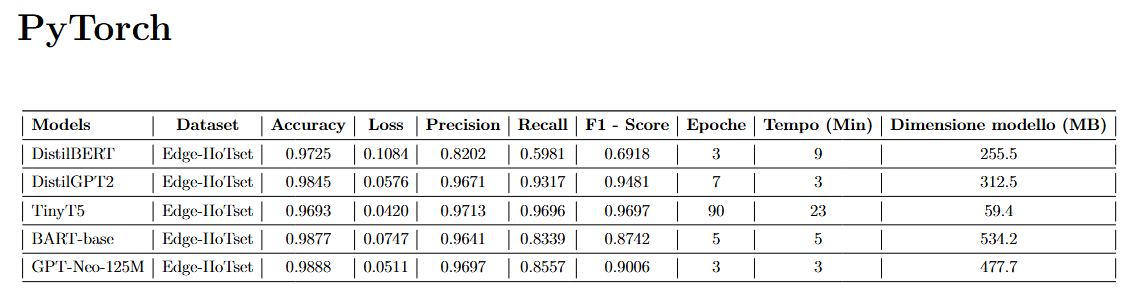 PyTorch
Models Dataset Accuracy Loss Precision Recall F1 - Score Epoche Tempo (Min) Dimensione modello (MB)
DistilBERT Edge-IIoTset 0.9725 0.1084 0.8202 0.5981 0.6918 3 9 255.5
DistilGPT2 Edge-IIoTset 0.9845 0.0576 0.9671 0.9317 0.9481 7 3 312.5
TinyT5 Edge-IIoTset 0.9693 0.0420 0.9713 0.9696 0.9697 90 23 59.4
BART-base Edge-IIoTset 0.9877 0.0747 0.9641 0.8339 0.8742 5 5 534.2
GPT-Neo-125M Edge-IIoTset 0.9888 0.0511 0.9697 0.8557 0.9006 3 3 477.7